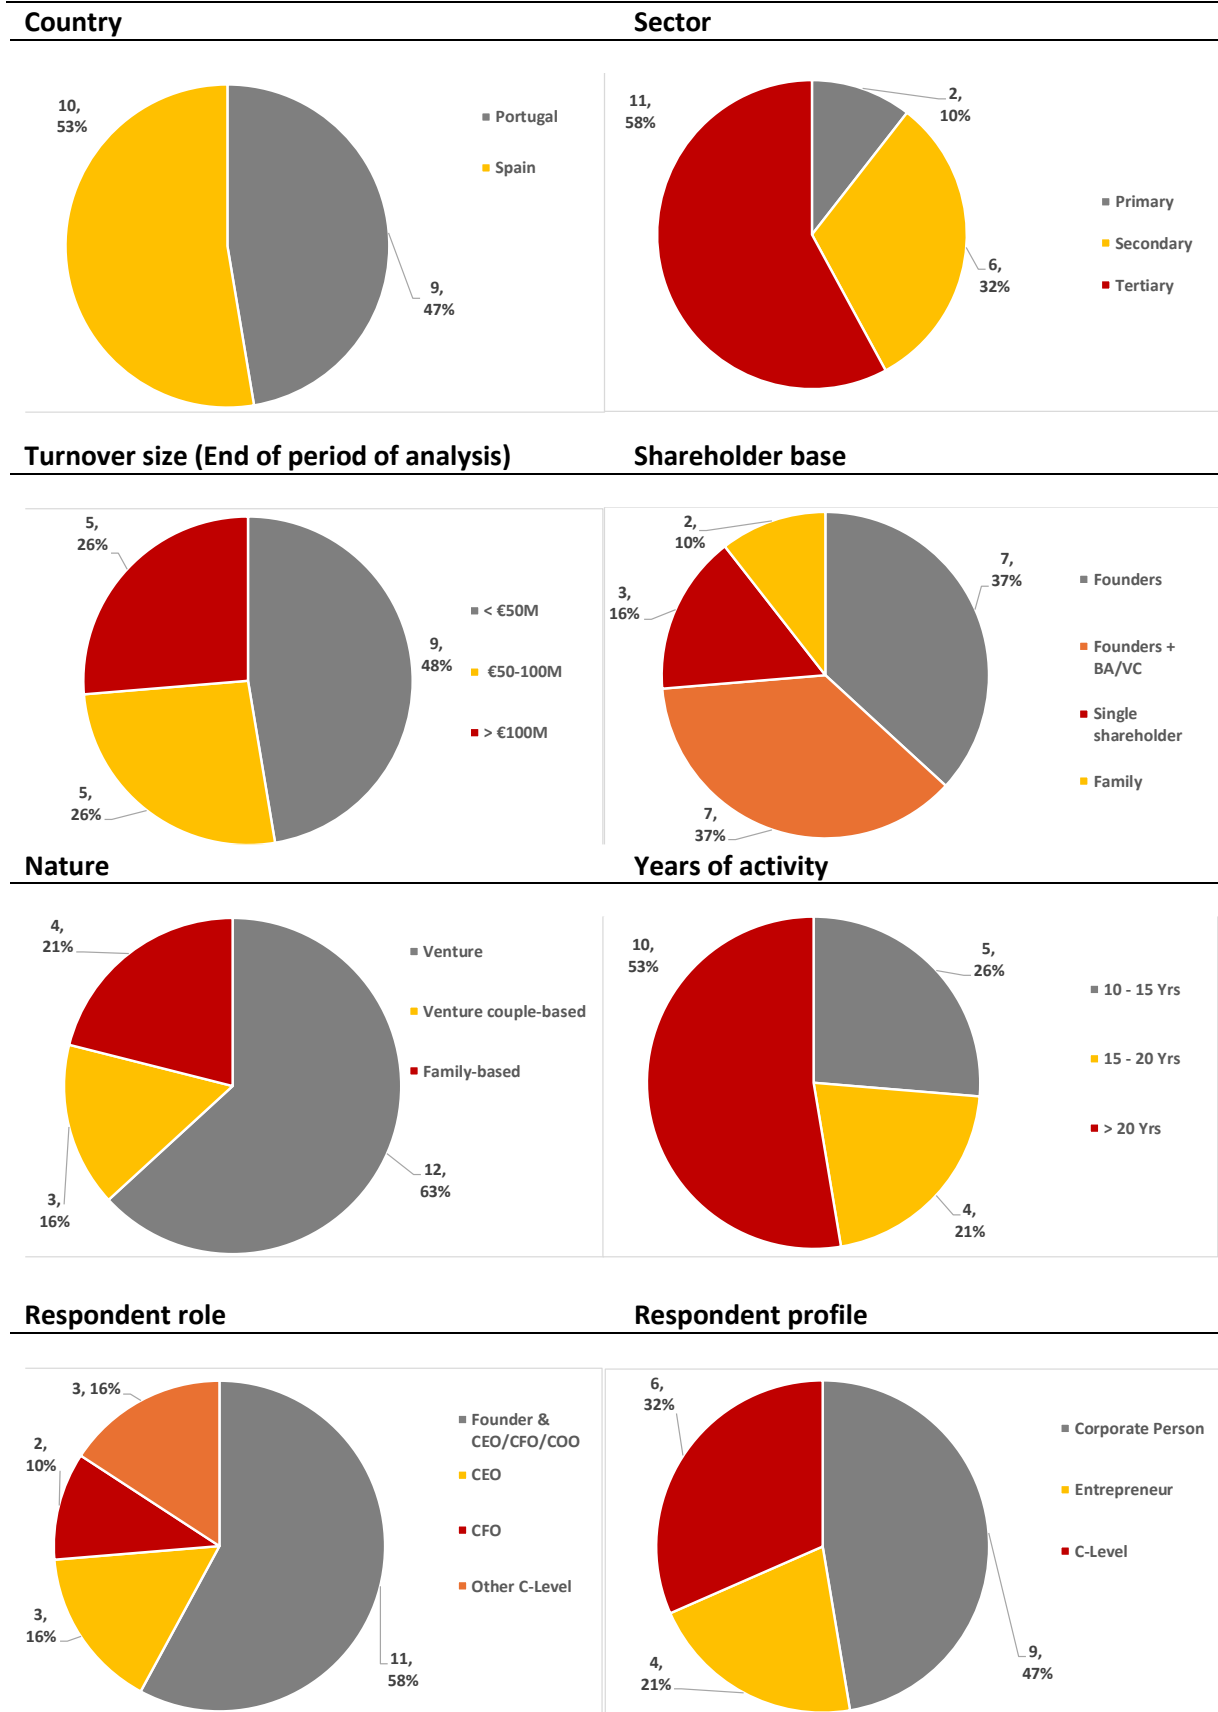 Country
10,
53%
9,
47%
Portugal
Spain
Sector
11,
58%
2,
10%
6,
32%
Primary
Secondary
Tertiary
Turnover size (End of period of analysis)
5,
26%
9,
48%
5,
26%
< €50M
€50-100M
> €100M
Shareholder base
2,
10%
7,
37%
3,
16%
7,
37%
Founders
Founders +
BA/VC
Single
shareholder
Family
Nature
4,
21%
3,
16%
12,
63%
Venture
Venture couple-based
Family-based
Years of activity
10,
53%
5,
26%
4,
21%
10 - 15 Yrs
15 - 20 Yrs
> 20 Yrs
Respondent role
3, 16%
2,
10%
3,
16%
11,
58%
Founder &
CEO/CFO/COO
CEO
CFO
Other C-Level
Respondent profile
6,
32%
4,
21%
9,
47%
Corporate Person
Entrepreneur
C-Level